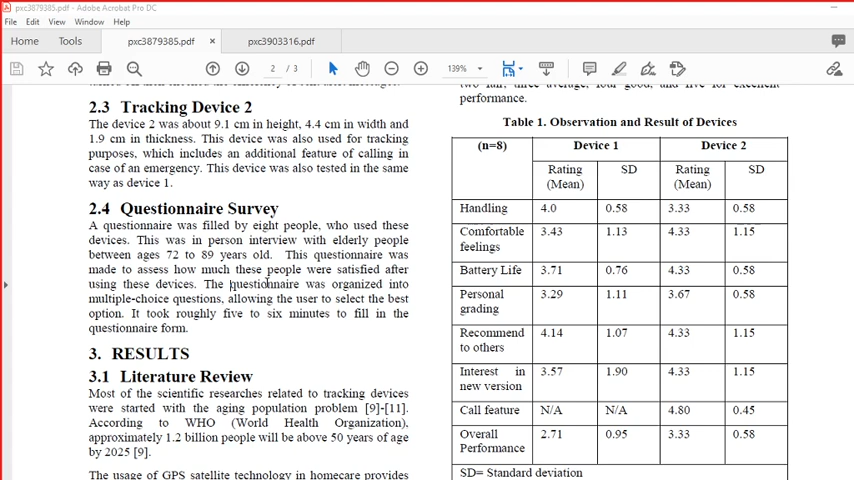 pxc3879385.pdf - Adobe Acrobat Pro DC
File Edit View Window Help
Home Tools pxc3879385.pdf × pxc3903316.pdf
2 / 3 139%
2.3 Tracking Device 2
The device 2 was about 9.1 cm in height, 4.4 cm in width and
1.9 cm in thickness. This device was also used for tracking
purposes, which includes an additional feature of calling in
case of an emergency. This device was also tested in the same
way as device 1.
2.4 Questionnaire Survey
A questionnaire was filled by eight people, who used these
devices. This was in person interview with elderly people
between ages 72 to 89 years old. This questionnaire was
made to assess how much these people were satisfied after
using these devices. The questionnaire was organized into
multiple-choice questions, allowing the user to select the best
option. It took roughly five to six minutes to fill in the
questionnaire form.
3. RESULTS
3.1 Literature Review
Most of the scientific researches related to tracking devices
were started with the aging population problem [9]-[11].
According to WHO (World Health Organization),
approximately 1.2 billion people will be above 50 years of age
by 2025 [9].
The usage of GPS satellite technology in homecare provides
two fair, three average, four good, and five for excellent
performance.
Table 1. Observation and Result of Devices
(n=8) Device 1 Device 2
Rating SD Rating SD
(Mean) (Mean)
Handling 4.0 0.58 3.33 0.58
Comfortable 3.43 1.13 4.33 1.15
feelings
Battery Life 3.71 0.76 4.33 0.58
Personal 3.29 1.11 3.67 0.58
grading
Recommend 4.14 1.07 4.33 1.15
to others
Interest in 3.57 1.90 4.33 1.15
new version
Call feature N/A N/A 4.80 0.45
Overall 2.71 0.95 3.33 0.58
Performance
SD= Standard deviation